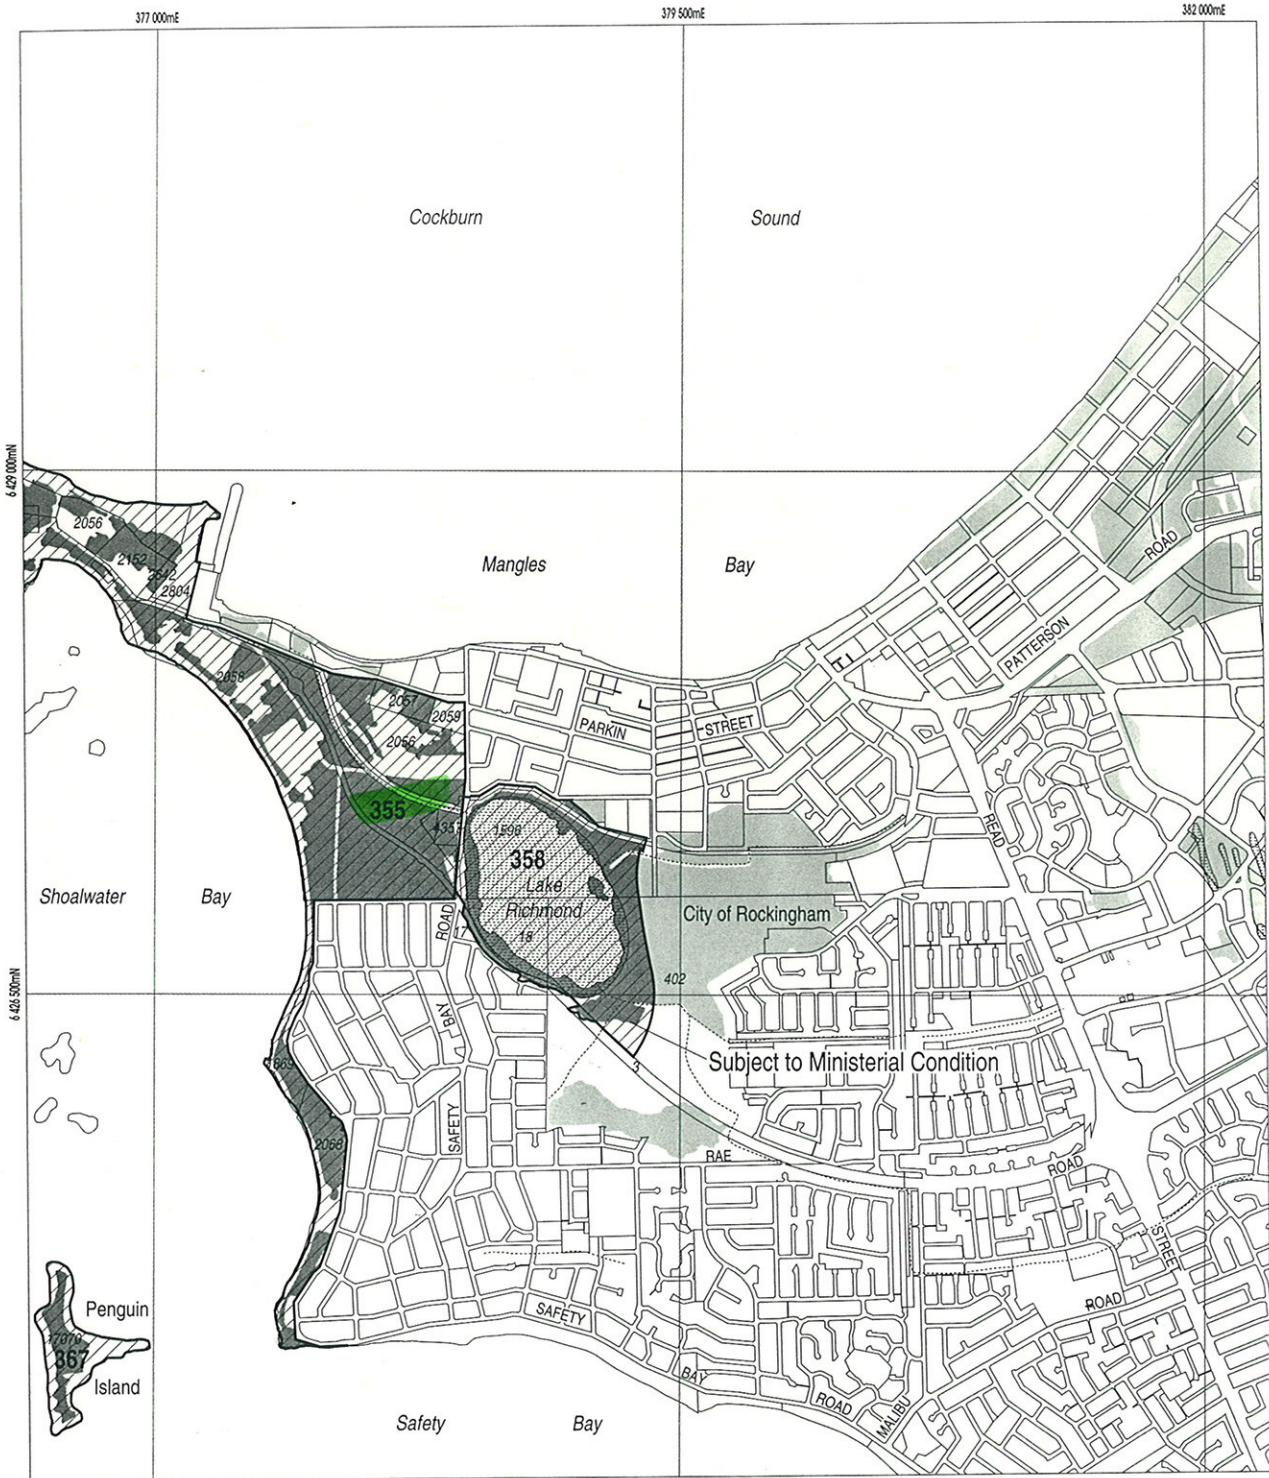 377 000mE
379 500mE
382 000mE
Cockburn
Sound
6 429 000mN
2056
2152
2642
2804
Mangles
Bay
ROAD
PATTERSON
2058
2057
2059
2056
PARKIN
STREET
355
READ
1596
358
Lake
Richmond
18
Shoalwater
Bay
ROAD
17
City of Rockingham
402
6 426 500mN
BAY
Subject to Ministerial Condition
3
SAFETY
2068
RAE
ROAD
STREET
Penguin
367
Island
SAFETY
BAY
ROAD
ROAD
MALIBU
Safety
Bay